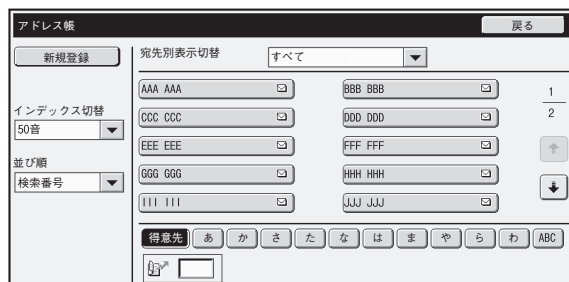 アドレス帳 戻る
新規登録
宛先別表示切替 すべて
インデックス切替
50音
並び順
検索番号
AAA AAA BBB BBB
CCC CCC DDD DDD
EEE EEE FFF FFF
GGG GGG HHH HHH
III III JJJ JJJ
1
2
得意先 あ か さ た な は ま や ら わ ABC